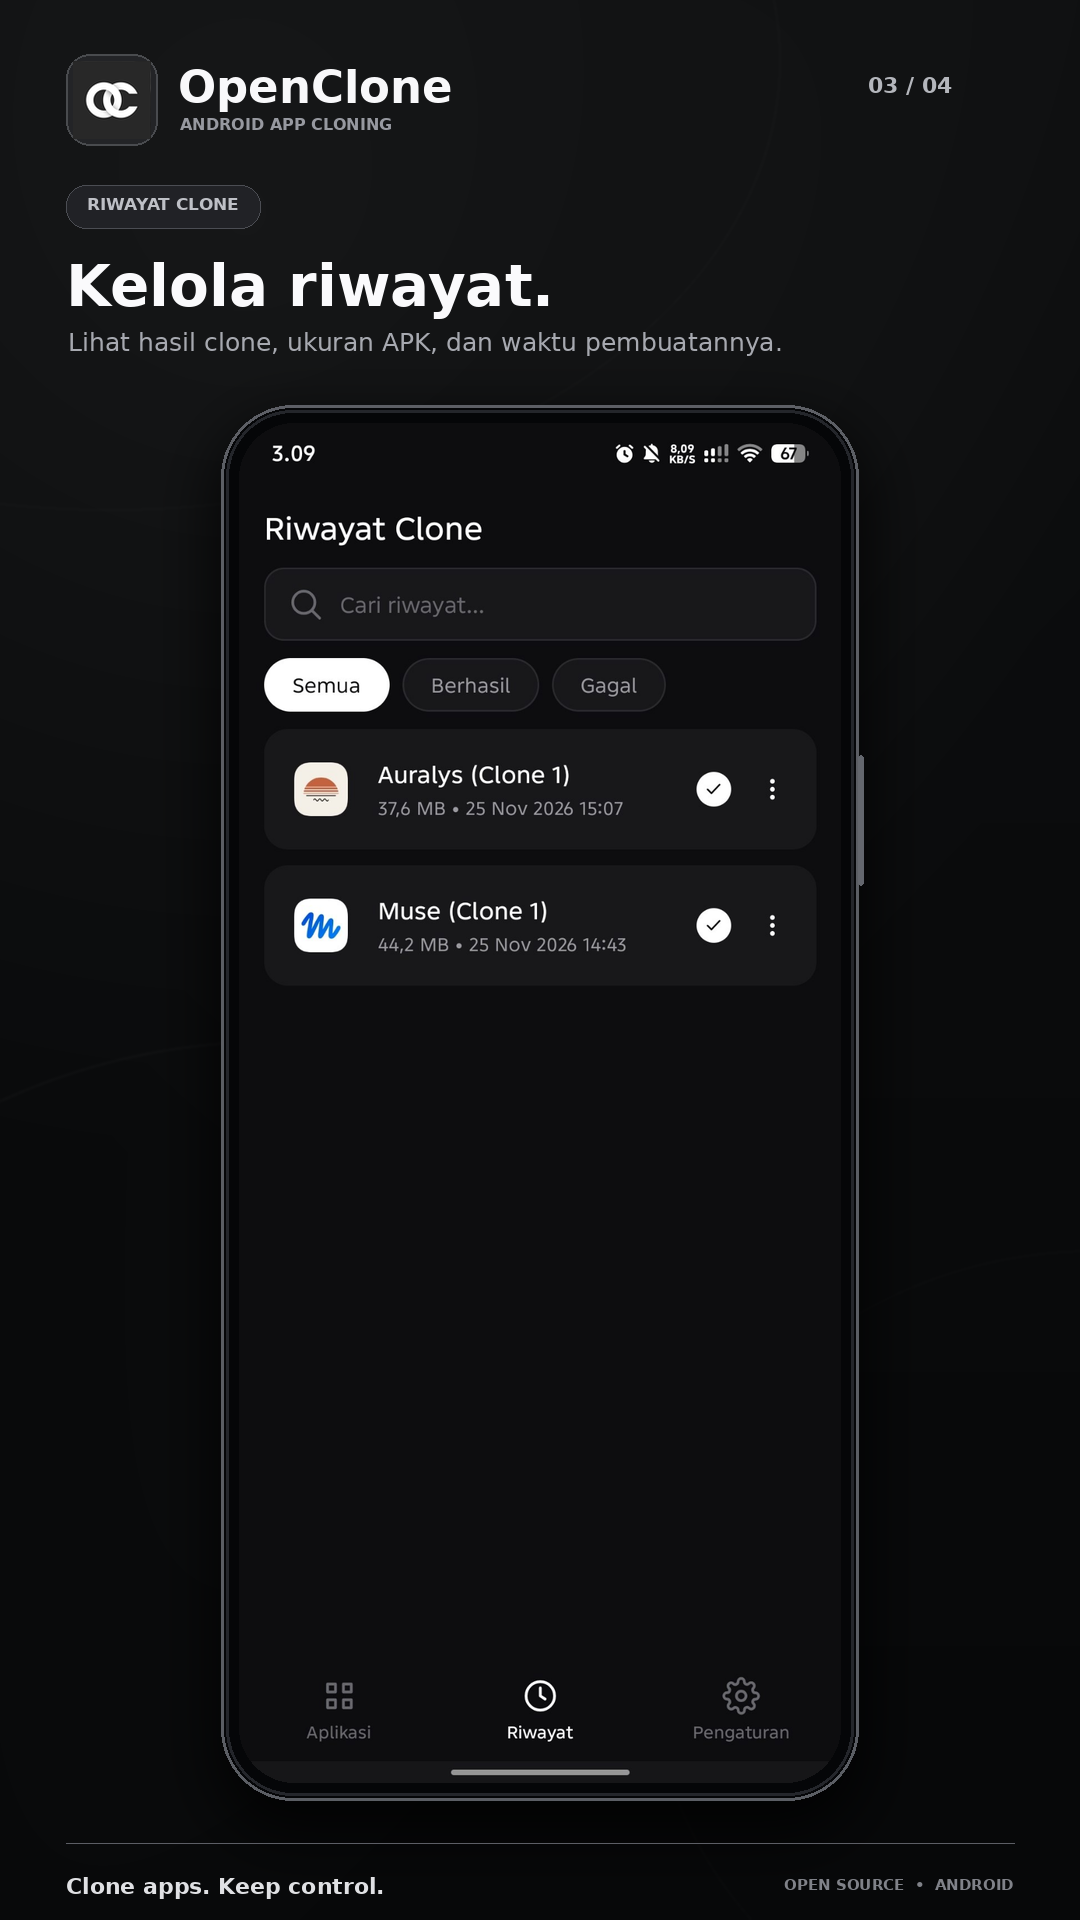 OC
OpenClone
ANDROID APP CLONING
03 / 04
RIWAYAT CLONE
Kelola riwayat.
Lihat hasil clone, ukuran APK, dan waktu pembuatannya.
3.09
8,09
KB/S
67
Riwayat Clone
Cari riwayat...
Semua
Berhasil
Gagal
Auralys (Clone 1)
37,6 MB • 25 Nov 2026 15:07
m
Muse (Clone 1)
44,2 MB • 25 Nov 2026 14:43
Aplikasi
Riwayat
Pengaturan
Clone apps. Keep control.
OPEN SOURCE • ANDROID